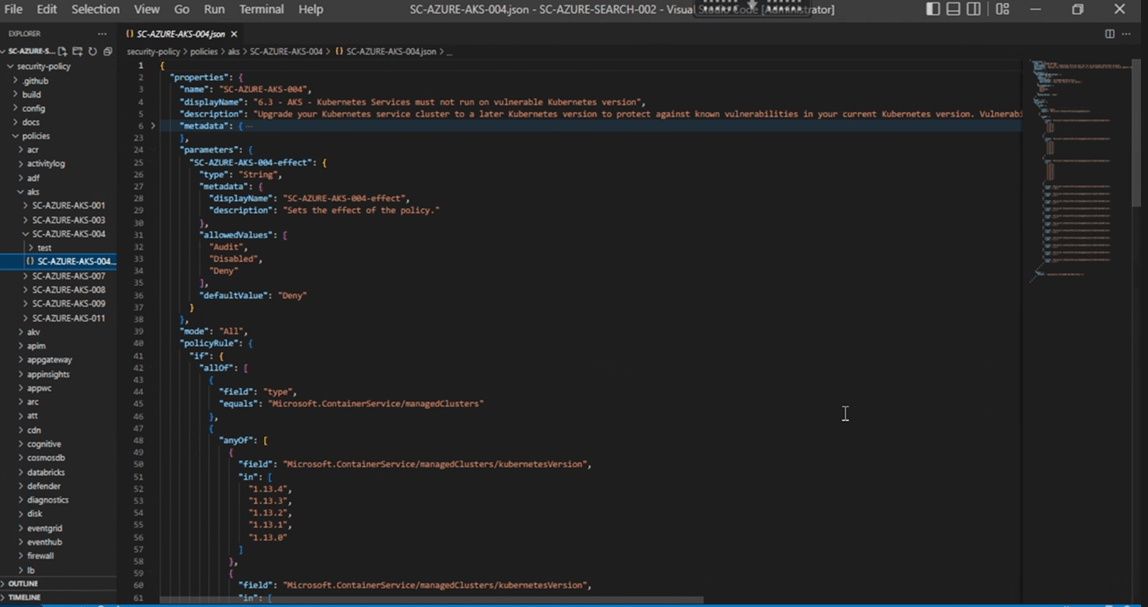 File Edit Selection View Go Run Terminal Help
SC-AZURE-AKS-004.json - SC-AZURE-SEARCH-002 - Visual Studio Code [Administrator]
EXPLORER
SC-AZURE-S...
security-policy
.github
build
config
docs
policies
acr
activitylog
adf
aks
SC-AZURE-AKS-001
SC-AZURE-AKS-003
SC-AZURE-AKS-004
test
{} SC-AZURE-AKS-004...
SC-AZURE-AKS-007
SC-AZURE-AKS-008
SC-AZURE-AKS-009
SC-AZURE-AKS-011
akv
apim
appgateway
appinsights
appwc
arc
att
cdn
cognitive
cosmosdb
databricks
defender
diagnostics
disk
eventgrid
eventhub
firewall
lb
OUTLINE
TIMELINE
{} SC-AZURE-AKS-004.json
security-policy > policies > aks > SC-AZURE-AKS-004 > {} SC-AZURE-AKS-004.json > ...
1 {
2 "properties": {
3 "name": "SC-AZURE-AKS-004",
4 "displayName": "6.3 - AKS - Kubernetes Services must not run on vulnerable Kubernetes version",
5 "description": "Upgrade your Kubernetes service cluster to a later Kubernetes version to protect against known vulnerabilities in your current Kubernetes version. Vulnerabi
6 "metadata": { ...
23 },
24 "parameters": {
25 "SC-AZURE-AKS-004-effect": {
26 "type": "String",
27 "metadata": {
28 "displayName": "SC-AZURE-AKS-004-effect",
29 "description": "Sets the effect of the policy."
30 },
31 "allowedValues": [
32 "Audit",
33 "Disabled",
34 "Deny"
35 ],
36 "defaultValue": "Deny"
37 }
38 },
39 "mode": "All",
40 "policyRule": {
41 "if": {
42 "allOf": [
43 {
44 "field": "type",
45 "equals": "Microsoft.ContainerService/managedClusters"
46 },
47 {
48 "anyOf": [
49 {
50 "field": "Microsoft.ContainerService/managedClusters/kubernetesVersion",
51 "in": [
52 "1.13.4",
53 "1.13.3",
54 "1.13.2",
55 "1.13.1",
56 "1.13.0"
57 ]
58 },
59 {
60 "field": "Microsoft.ContainerService/managedClusters/kubernetesVersion",
61 "in": [